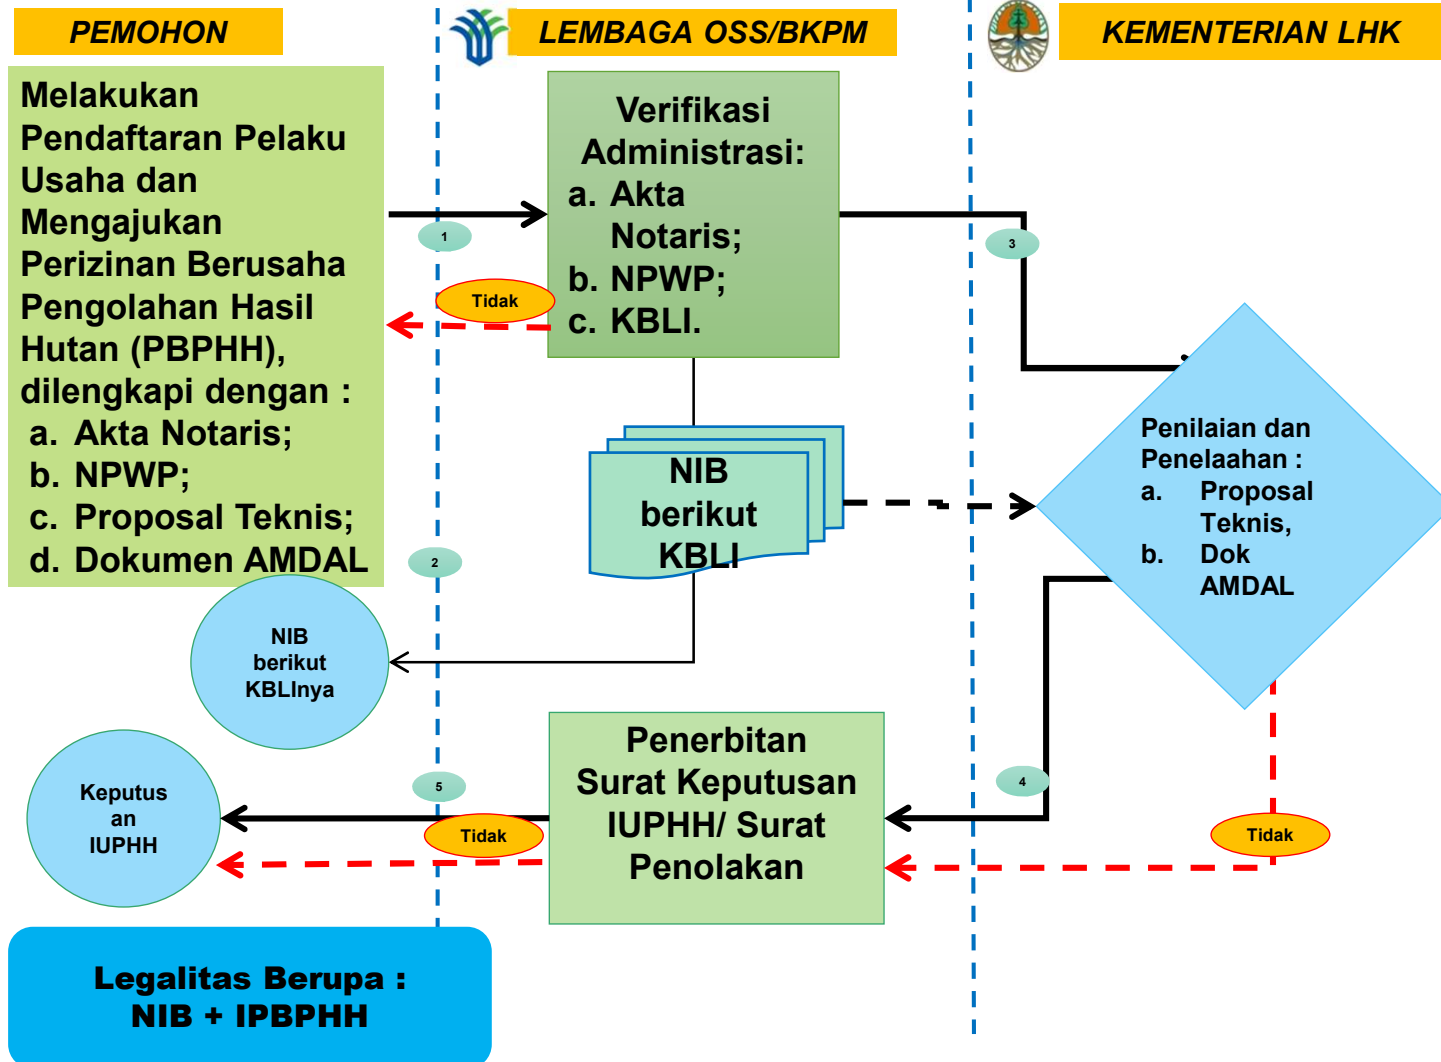 PEMOHON
LEMBAGA OSS/BKPM
KEMENTERIAN LHK
Melakukan
Pendaftaran Pelaku
Usaha dan
Mengajukan
Perizinan Berusaha
Pengolahan Hasil
Hutan (PBPHH),
dilengkapi dengan :
a. Akta Notaris;
b. NPWP;
c. Proposal Teknis;
d. Dokumen AMDAL
1
Tidak
Verifikasi
Administrasi:
a. Akta
Notaris;
b. NPWP;
c. KBLI.
3
NIB
berikut
KBLI
Penilaian dan
Penelaahan :
a. Proposal
Teknis,
b. Dok
AMDAL
2
NIB
berikut
KBLInya
Penerbitan
Surat Keputusan
IUPHH/ Surat
Penolakan
4
Tidak
5
Tidak
Keputus
an
IUPHH
Legalitas Berupa :
NIB + IPBPHH